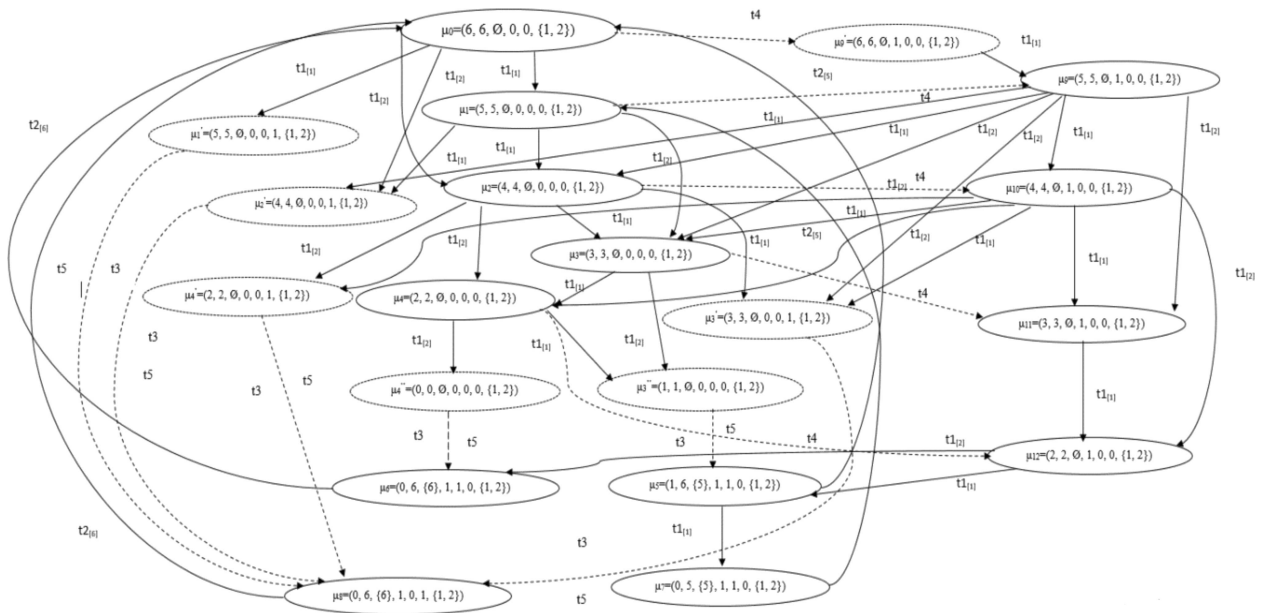 t4
μ0=(6, 6, Ø, 0, 0, {1, 2})
μ9'=(6, 6, Ø, 1, 0, 0, {1, 2})
t1[1]
t1[1]
t1[2]
t1[1]
t2[5]
μ9=(5, 5, Ø, 1, 0, 0, {1, 2})
t1[2]
μ1=(5, 5, Ø, 0, 0, 0, {1, 2})
t4
t2[6]
t1[1]
t1[1]
t1[2]
t1[2]
t1[1]
t1[2]
μ1'=(5, 5, Ø, 0, 0, 1, {1, 2})
t1[1]
t1[1]
t1[2]
μ2=(4, 4, Ø, 0, 0, 0, {1, 2})
t4
t1[2]
μ10=(4, 4, Ø, 1, 0, 0, {1, 2})
μ2'=(4, 4, Ø, 0, 0, 1, {1, 2})
t1[1]
t1[1]
t1[2]
t1[2]
t1[1]
t2[5]
t1[2]
t1[1]
μ3=(3, 3, Ø, 0, 0, 0, {1, 2})
t1[1]
t5
t3
t1[2]
μ4'=(2, 2, Ø, 0, 0, 1, {1, 2})
μ4=(2, 2, Ø, 0, 0, 0, {1, 2})
t1[1]
t4
μ3'=(3, 3, Ø, 0, 0, 1, {1, 2})
μ11=(3, 3, Ø, 1, 0, 0, {1, 2})
t3
t1[2]
t1[1]
t1[2]
t5
t3
t5
μ4''=(0, 0, Ø, 0, 0, 0, {1, 2})
μ3''=(1, 1, Ø, 0, 0, 0, {1, 2})
t1[1]
t3
t5
t3
t5
t4
t1[2]
μ12=(2, 2, Ø, 1, 0, 0, {1, 2})
μ6=(0, 6, {6}, 1, 1, 0, {1, 2})
μ5=(1, 6, {5}, 1, 1, 0, {1, 2})
t1[1]
t2[6]
t1[1]
t3
μ8=(0, 6, {6}, 1, 0, 1, {1, 2})
t5
μ7=(0, 5, {5}, 1, 1, 0, {1, 2})